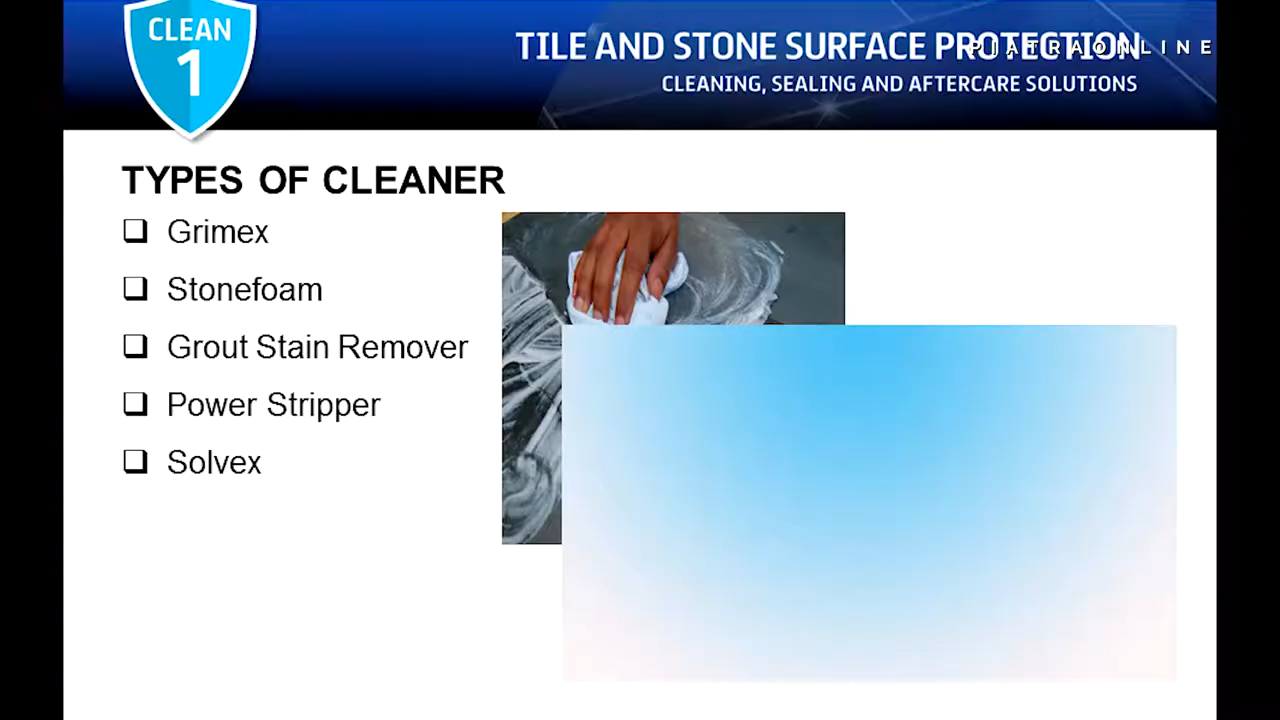 CLEAN
1
TILE AND STONE SURFACE PROTECTION
PIATRAONLINE
CLEANING, SEALING AND AFTERCARE SOLUTIONS
TYPES OF CLEANER
Grimex
Stonefoam
Grout Stain Remover
Power Stripper
Solvex